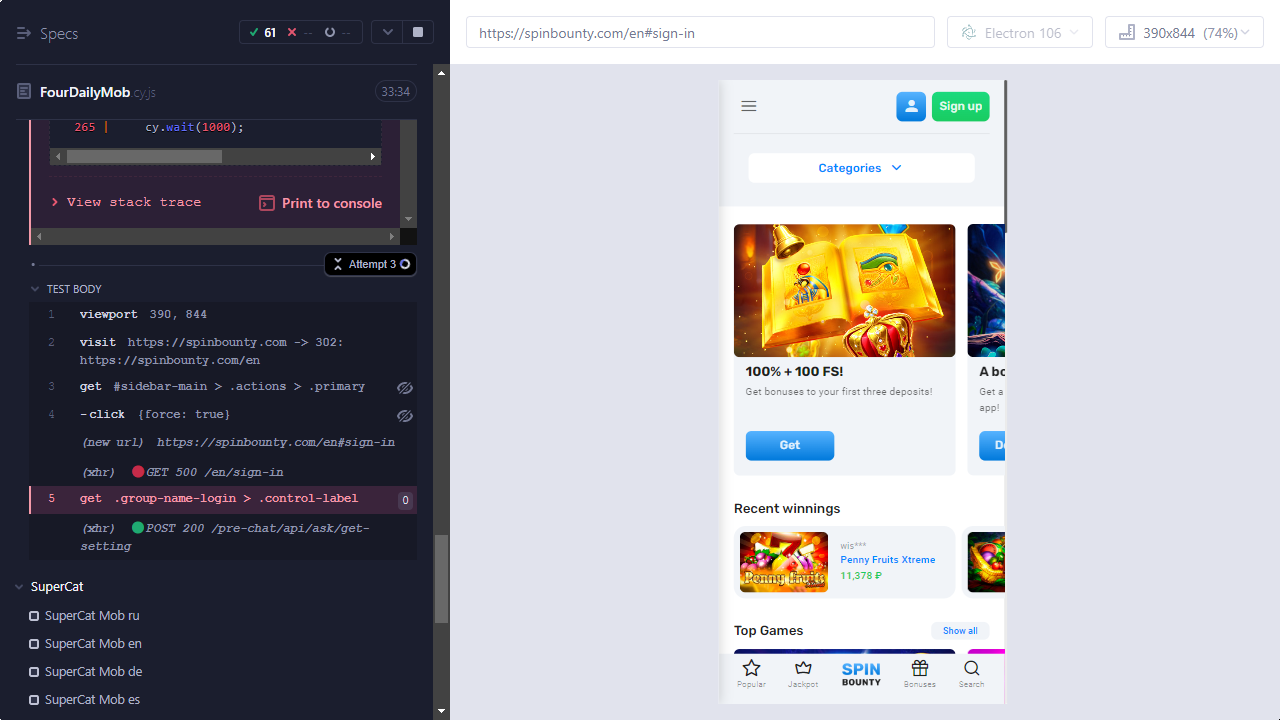 Specs
61
--
--
https://spinbounty.com/en#sign-in
Electron 106
390x844 (74%)
FourDailyMob.cy.js
33:34
265 | cy.wait(1000);
View stack trace
Print to console
Attempt 3
TEST BODY
1 viewport 390, 844
2 visit https://spinbounty.com -> 302:
https://spinbounty.com/en
3 get #sidebar-main > .actions > .primary
4 -click {force: true}
(new url) https://spinbounty.com/en#sign-in
(xhr) GET 500 /en/sign-in
5 get .group-name-login > .control-label 0
(xhr) POST 200 /pre-chat/api/ask/get-
setting
SuperCat
SuperCat Mob ru
SuperCat Mob en
SuperCat Mob de
SuperCat Mob es
Sign up
Categories
100% + 100 FS!
Get bonuses to your first three deposits!
Get
A bo
Get a
app!
Do
Recent winnings
Penny Fruits
wis***
Penny Fruits Xtreme
11,378 ₽
Top Games
Show all
Popular
Jackpot
SPIN
BOUNTY
Bonuses
Search